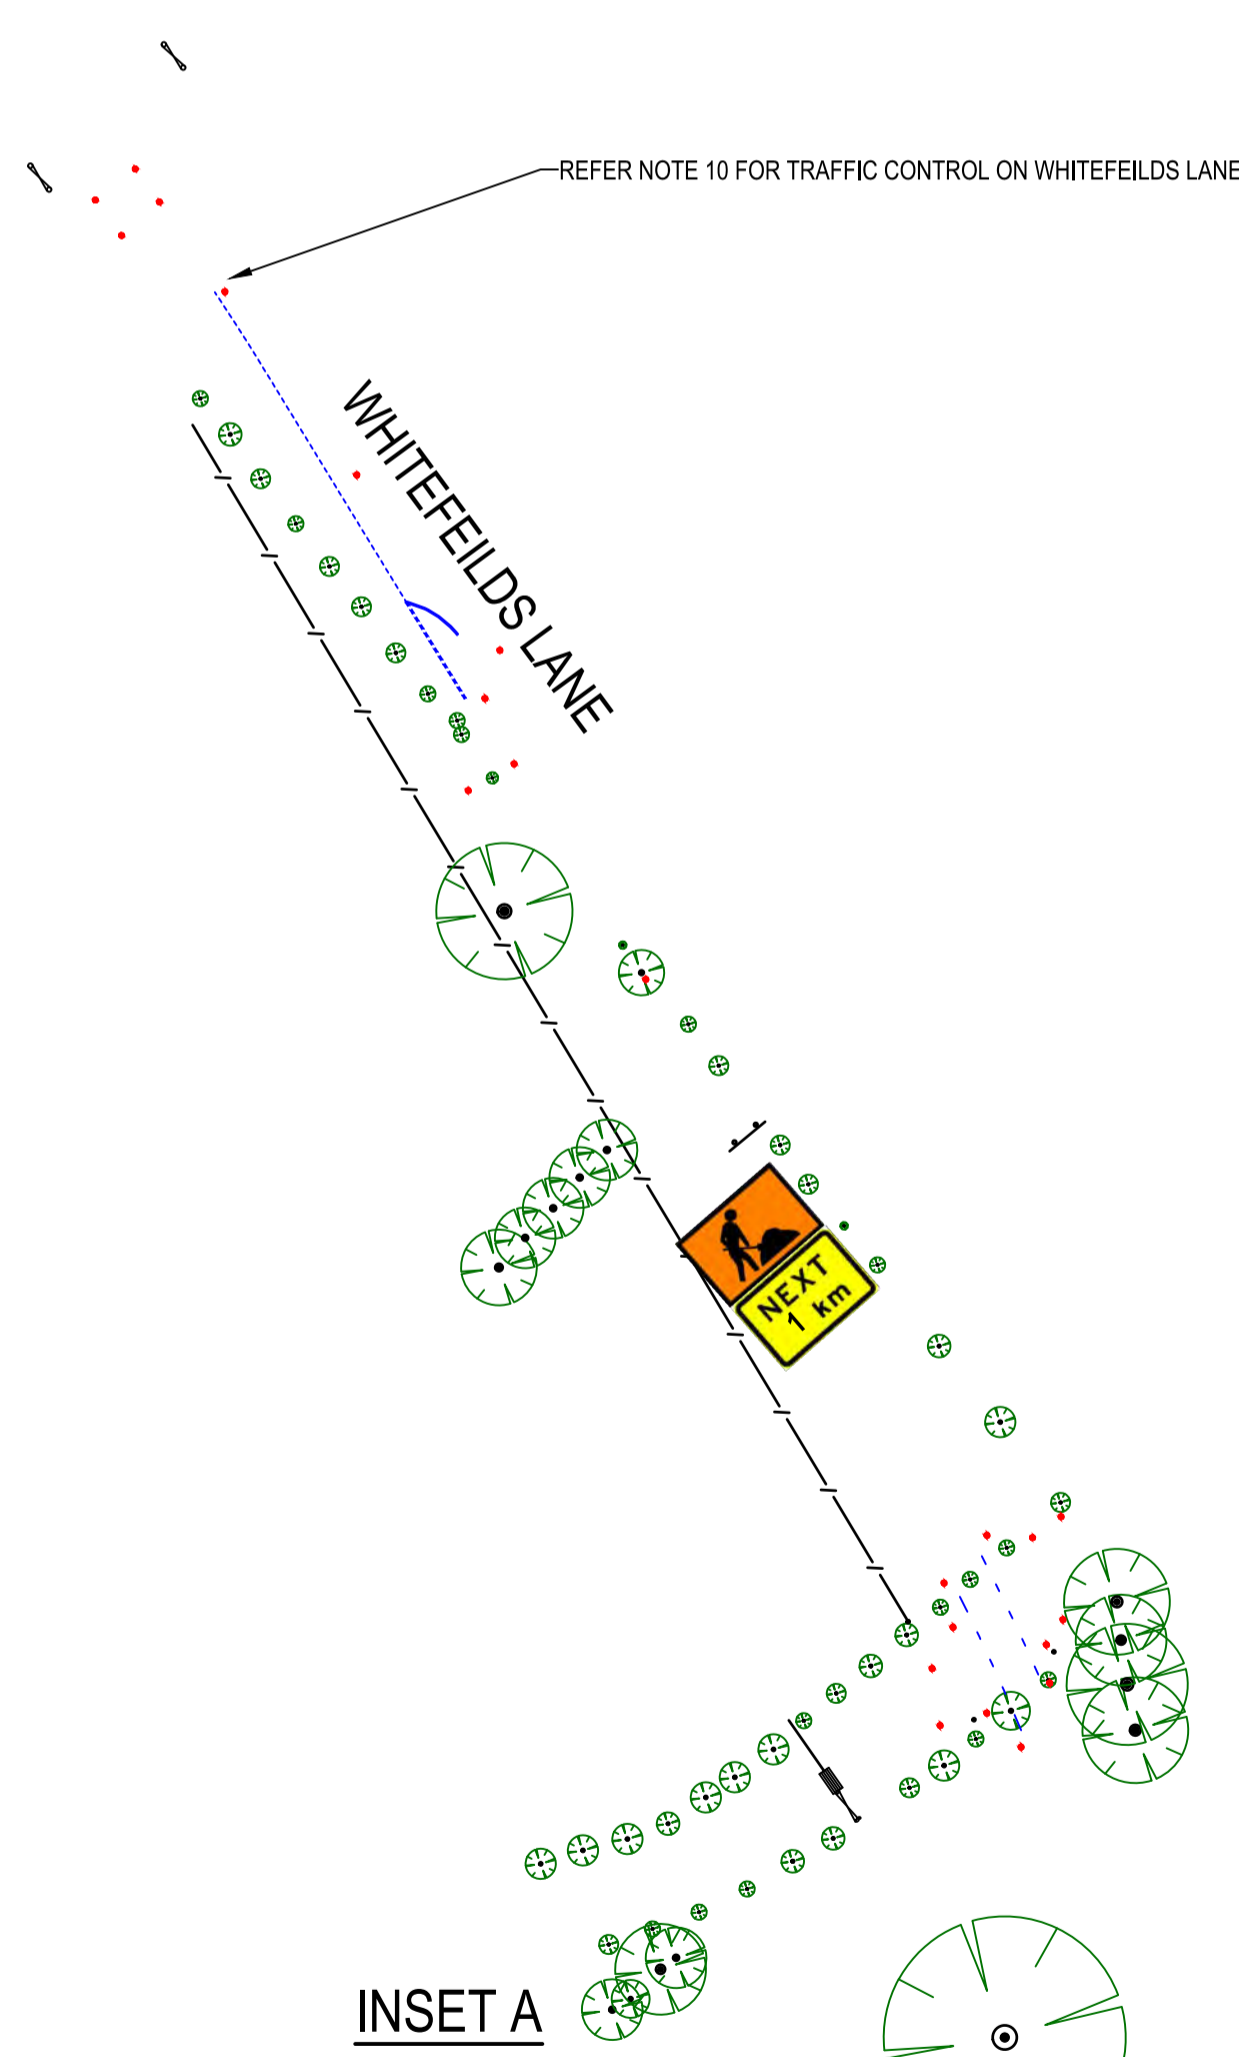 REFER NOTE 10 FOR TRAFFIC CONTROL ON WHITEFEILDS LANE
WHITEFEILDS LANE
NEXT
1 km
INSET A